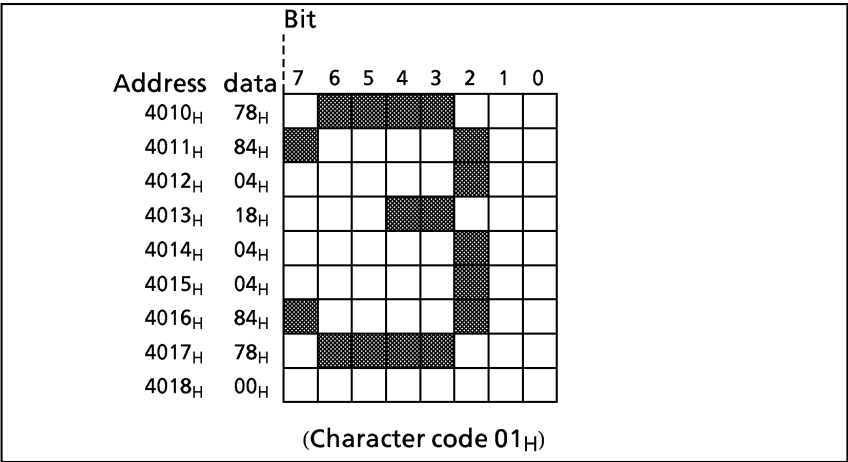 Bit
Address data 7 6 5 4 3 2 1 0
4010H 78H
4011H 84H
4012H 04H
4013H 18H
4014H 04H
4015H 04H
4016H 84H
4017H 78H
4018H 00H
(Character code 01H)